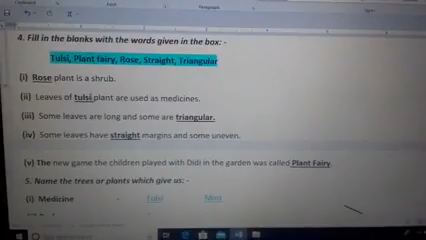 Paragraph
4. Fill in the blanks with the words given in the box: -
Tulsi, Plant fairy, Rose, Straight, Triangular
(i) Rose plant is a shrub.
(ii) Leaves of tulsi plant are used as medicines.
(iii) Some leaves are long and some are triangular.
(iv) Some leaves have straight margins and some uneven.
(v) The new game the children played with Didi in the garden was called Plant Fairy.
5. Name the trees or plants which give us: -
(i) Medicine - Tulsi Mint